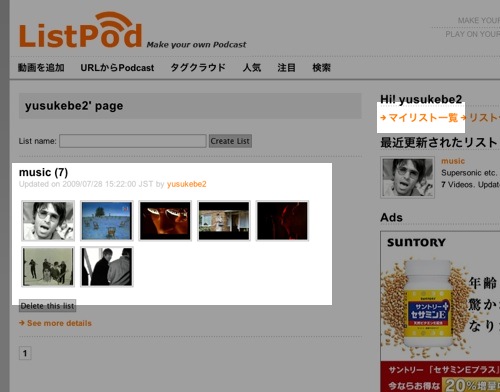 ListPod Make your own Podcast
MAKE YOUR
PLAY ON YOUR
動画を追加 URLからPodcast タグクラウド 人気 注目 検索
yusukebe2' page
List name: Create List
music (7)
Updated on 2009/07/28 15:22:00 JST by yusukebe2
Delete this list
See more details
1
Hi! yusukebe2
マイリスト一覧 リスト
最近更新されたリスト
music
Supersonic etc.
7 Videos. Updat
Ads
SUNTORY
サントリー
セサミンE
年齢
驚か
なら
サントリー「セサミンEプラス」
今ならお得な 20%増量